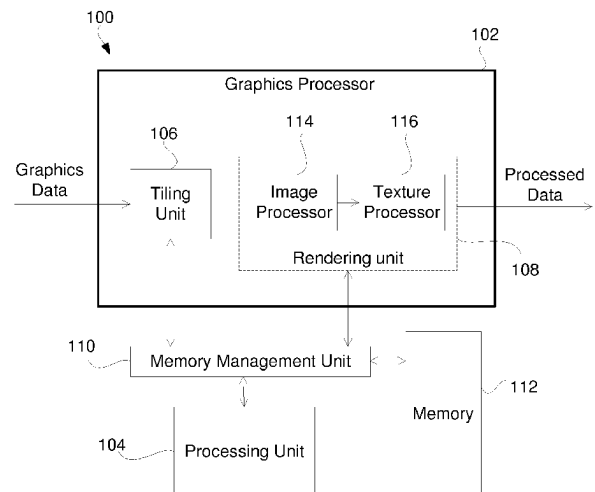 100
102
Graphics Processor
106
114
116
Graphics
Data
Tiling
Unit
Image
Processor
Texture
Processor
Processed
Data
Rendering unit
108
110
Memory Management Unit
112
Memory
104
Processing Unit